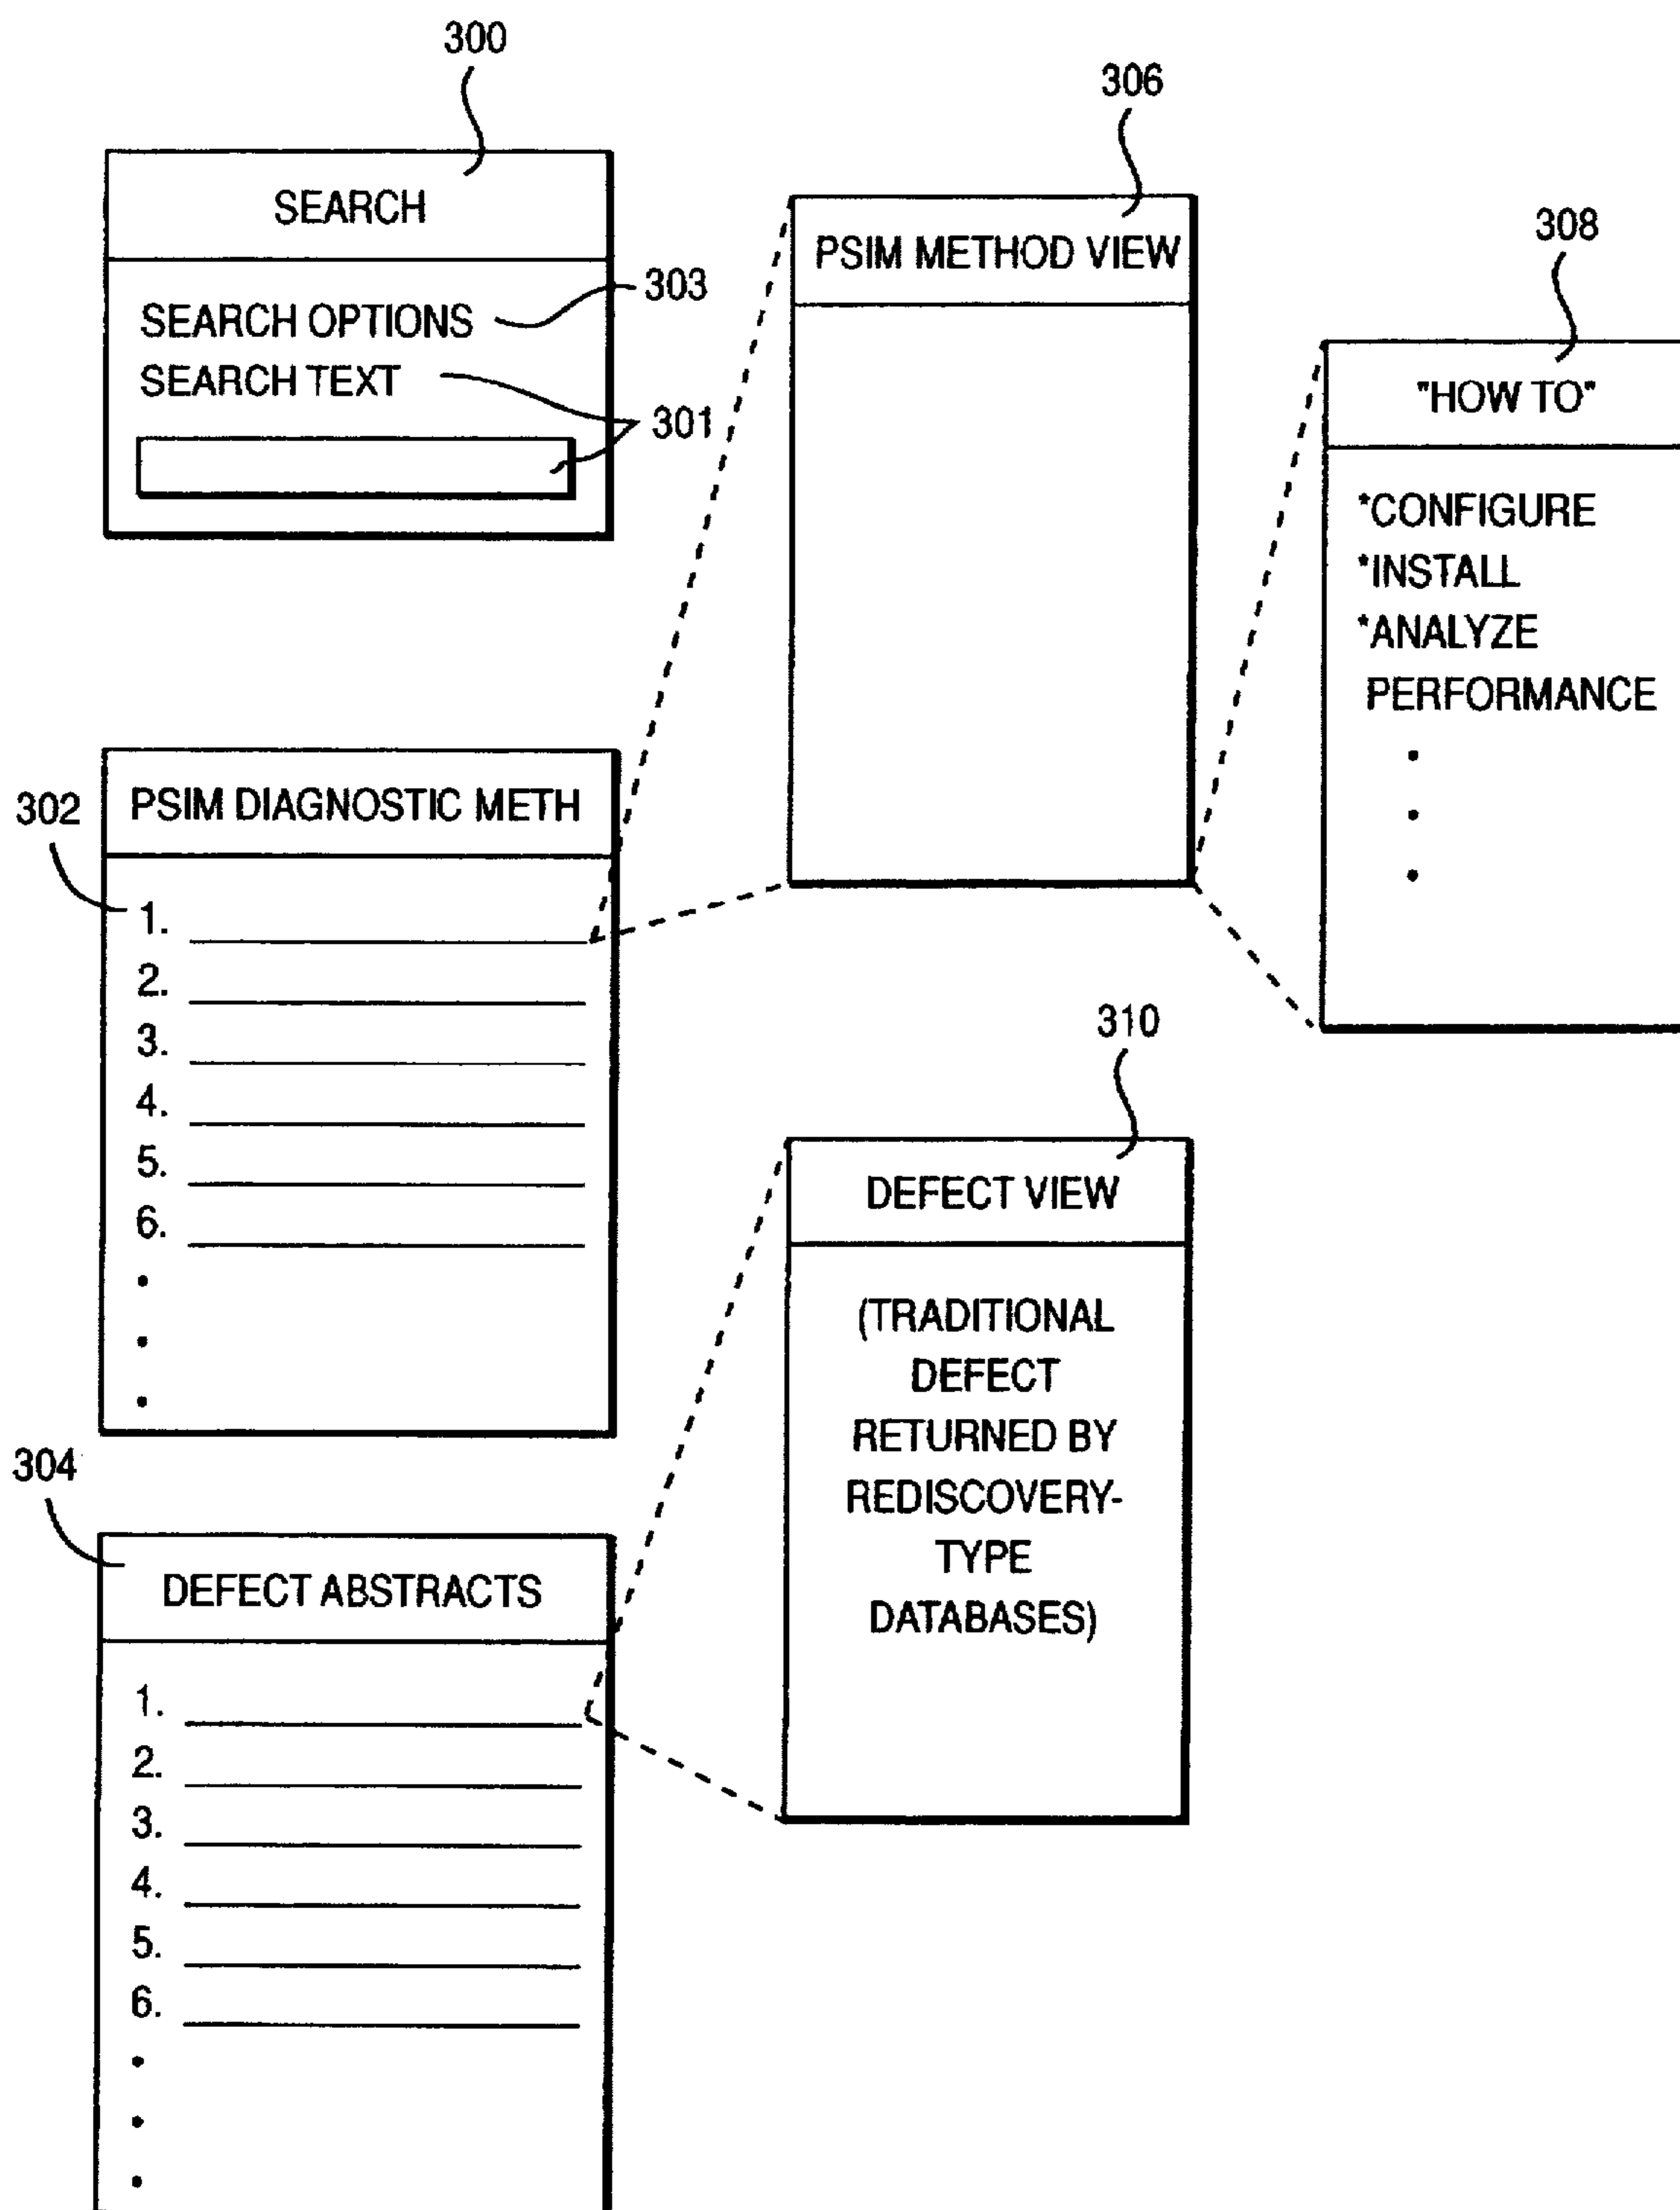 300
SEARCH
SEARCH OPTIONS
303
SEARCH TEXT
301
306
PSIM METHOD VIEW
308
"HOW TO"
*CONFIGURE
*INSTALL
*ANALYZE
PERFORMANCE
302
PSIM DIAGNOSTIC METH
1.
2.
3.
4.
5.
6.
310
DEFECT VIEW
(TRADITIONAL
DEFECT
RETURNED BY
REDISCOVERY-
TYPE
DATABASES)
304
DEFECT ABSTRACTS
1.
2.
3.
4.
5.
6.